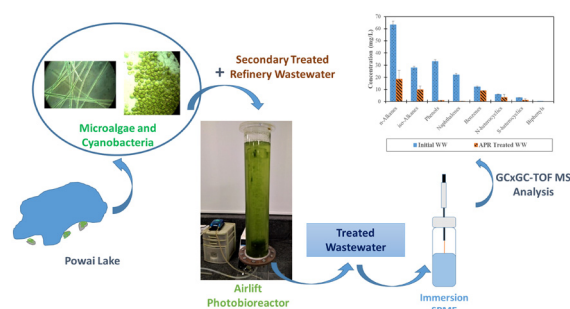 Secondary Treated
+ Refinery Wastewater
Microalgae and
Cyanobacteria
Powai Lake
Airlift
Photobioreactor
Treated
Wastewater
Immersion
GCxGC-TOF MS
Analysis
Concentration (mg/L)
70
60
50
40
30
20
10
0
n-Alkanes
iso-Alkanes
Phenols
Naphthalenes
Benzenes
N-heterocyclics
S-heterocyclics
Biphenyls
Initial WW
APR Treated WW